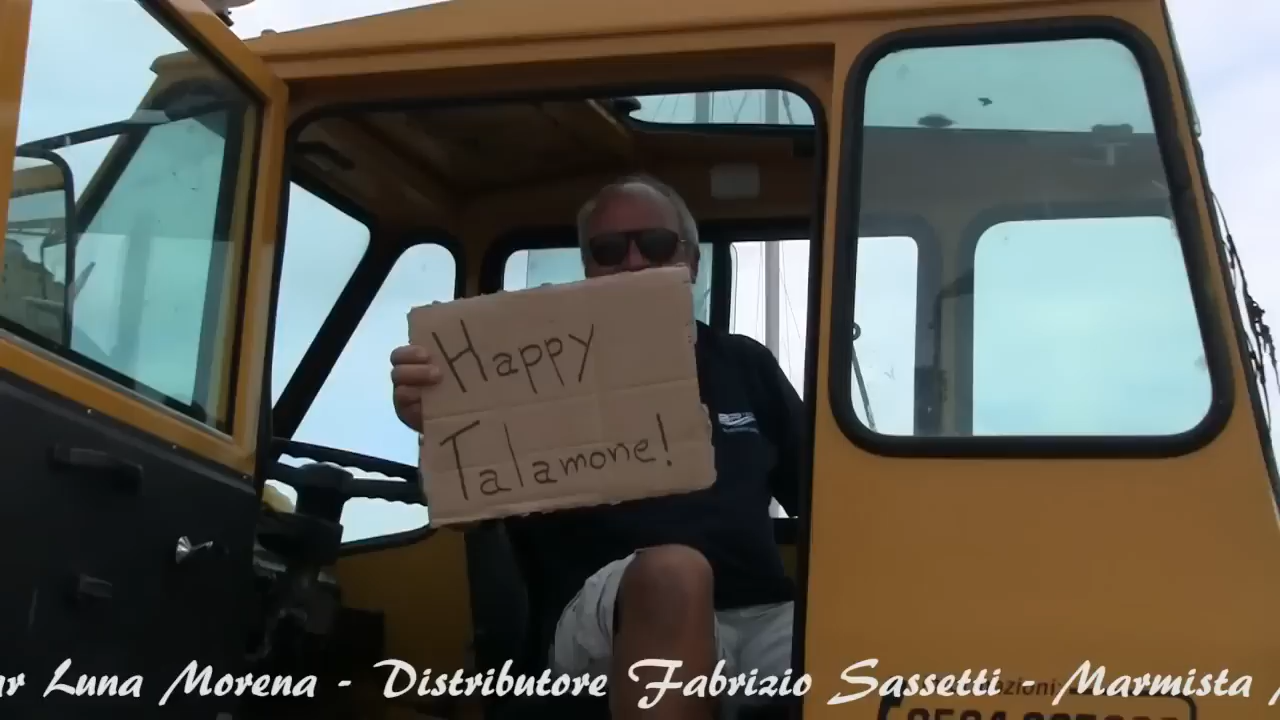 Happy
Talamone!
Luna Morena - Distributore Fabrizio Sassetti - Marmista